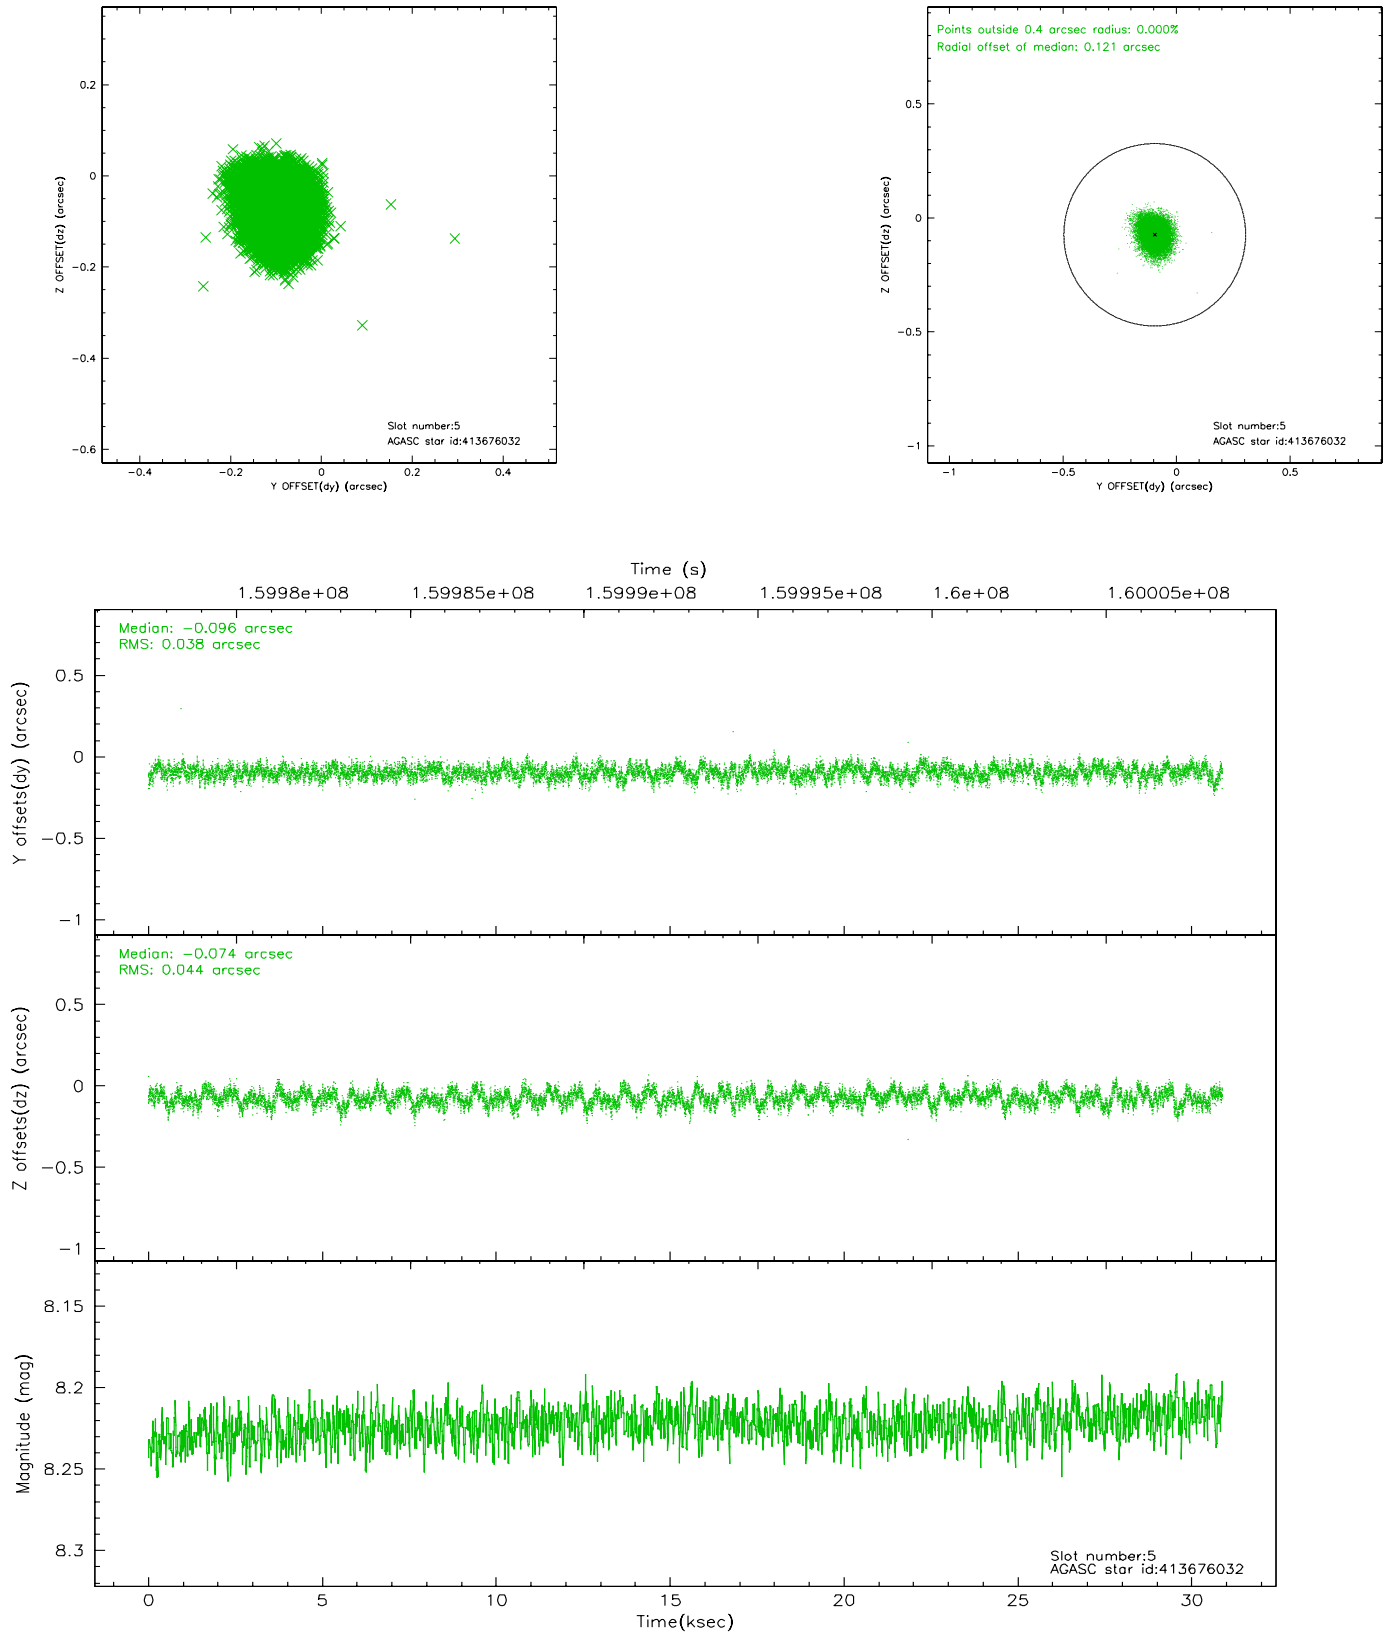 0.2
0
-0.2
-0.4
-0.6
Z OFFSET(dz) (arcsec)
Slot number:5
AGASC star id:413676032
-0.4 -0.2 0 0.2 0.4
Y OFFSET(dy) (arcsec)
Points outside 0.4 arcsec radius: 0.000%
Radial offset of median: 0.121 arcsec
0.5
0
-0.5
-1
Z OFFSET(dz) (arcsec)
Slot number:5
AGASC star id:413676032
-1 -0.5 0 0.5
Y OFFSET(dy) (arcsec)
Time (s)
1.5998e+08 1.59985e+08 1.5999e+08 1.59995e+08 1.6e+08 1.60005e+08
Median: -0.096 arcsec
RMS: 0.038 arcsec
0.5
0
-0.5
-1
Y offsets(dy) (arcsec)
Median: -0.074 arcsec
RMS: 0.044 arcsec
0.5
0
-0.5
-1
Z offsets(dz) (arcsec)
8.15
8.2
8.25
8.3
Magnitude (mag)
Slot number:5
AGASC star id:413676032
0 5 10 15 20 25 30
Time(ksec)